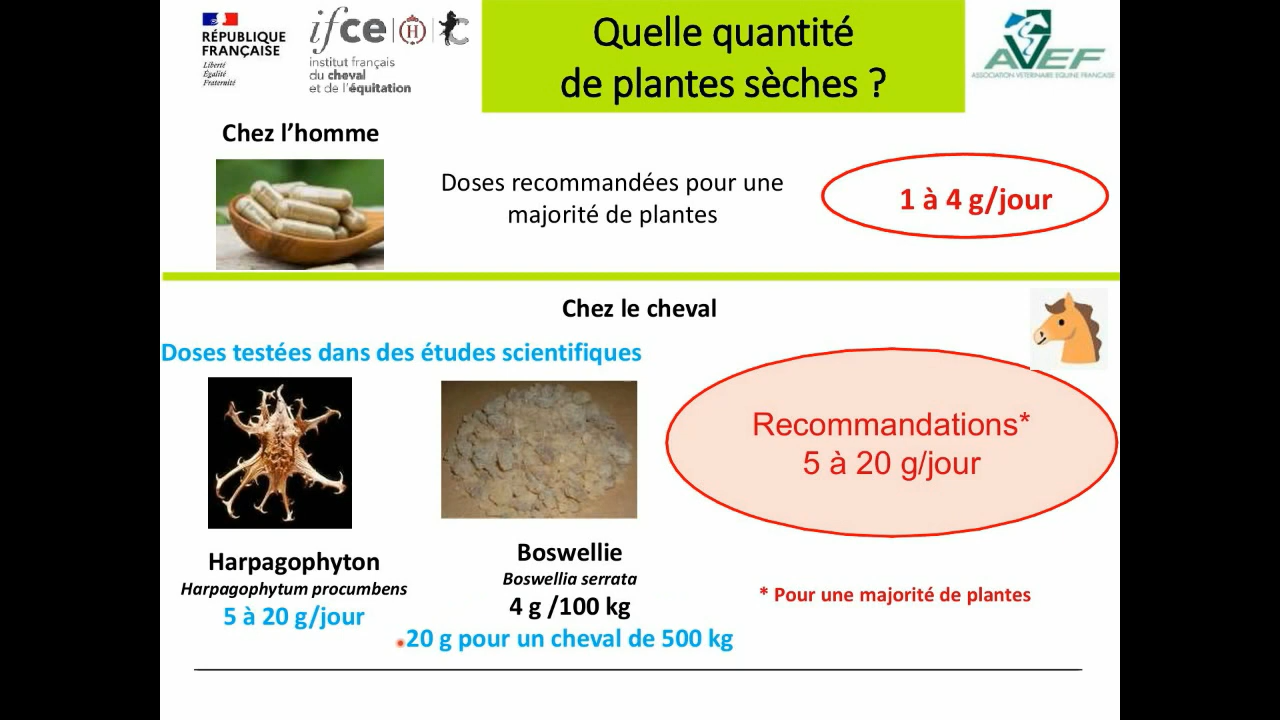 RÉPUBLIQUE
FRANÇAISE
Liberté
Égalité
Fraternité
ifce
H
institut français
du cheval
et de l'équitation
Quelle quantité
de plantes sèches ?
AVEF
ASSOCIATION VETERINAIRE EQUINE FRANÇAISE
Chez l'homme
Doses recommandées pour une
majorité de plantes
1 à 4 g/jour
Chez le cheval
Doses testées dans des études scientifiques
Recommandations*
5 à 20 g/jour
Harpagophyton
Harpagophytum procumbens
5 à 20 g/jour
Boswellie
Boswellia serrata
4 g /100 kg
20 g pour un cheval de 500 kg
* Pour une majorité de plantes